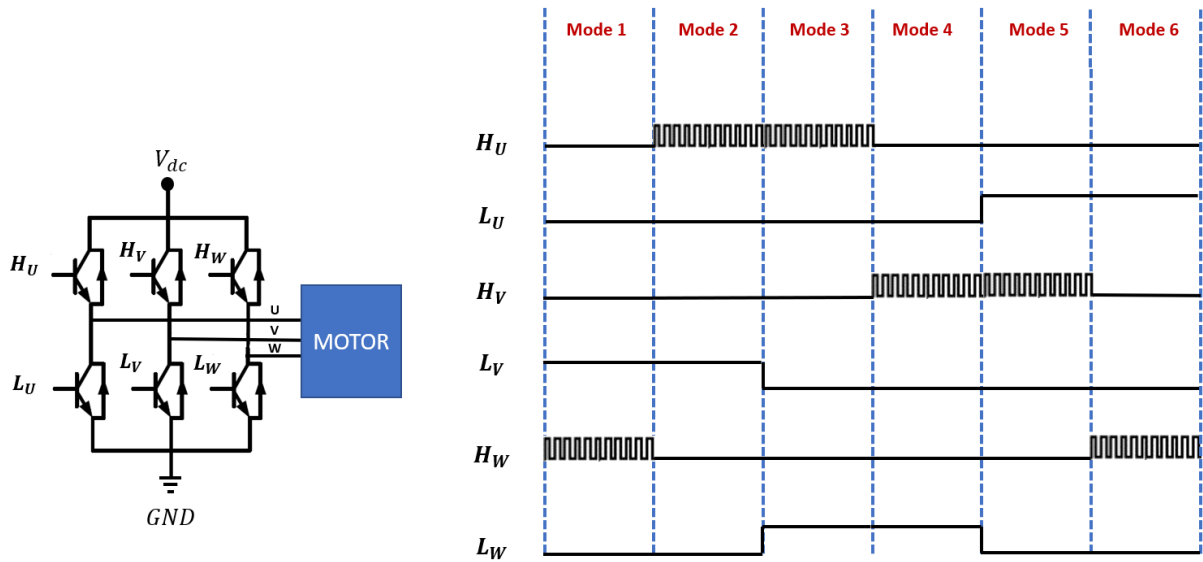 V_dc
H_U
H_V
H_W
U
V
W
MOTOR
L_U
L_V
L_W
GND
Mode 1 Mode 2 Mode 3 Mode 4 Mode 5 Mode 6
H_U
L_U
H_V
L_V
H_W
L_W